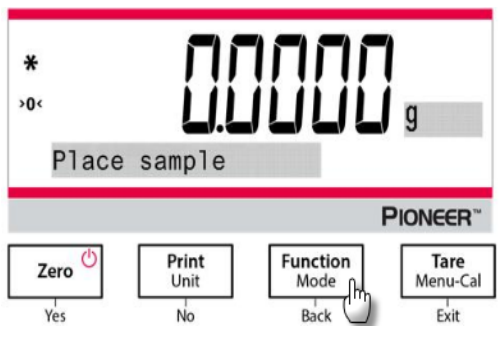 *
>0<
0.0000 g
Place sample
PIONEER™
Zero
Print
Unit
Function
Mode
Tare
Menu-Cal
Yes
No
Back
Exit